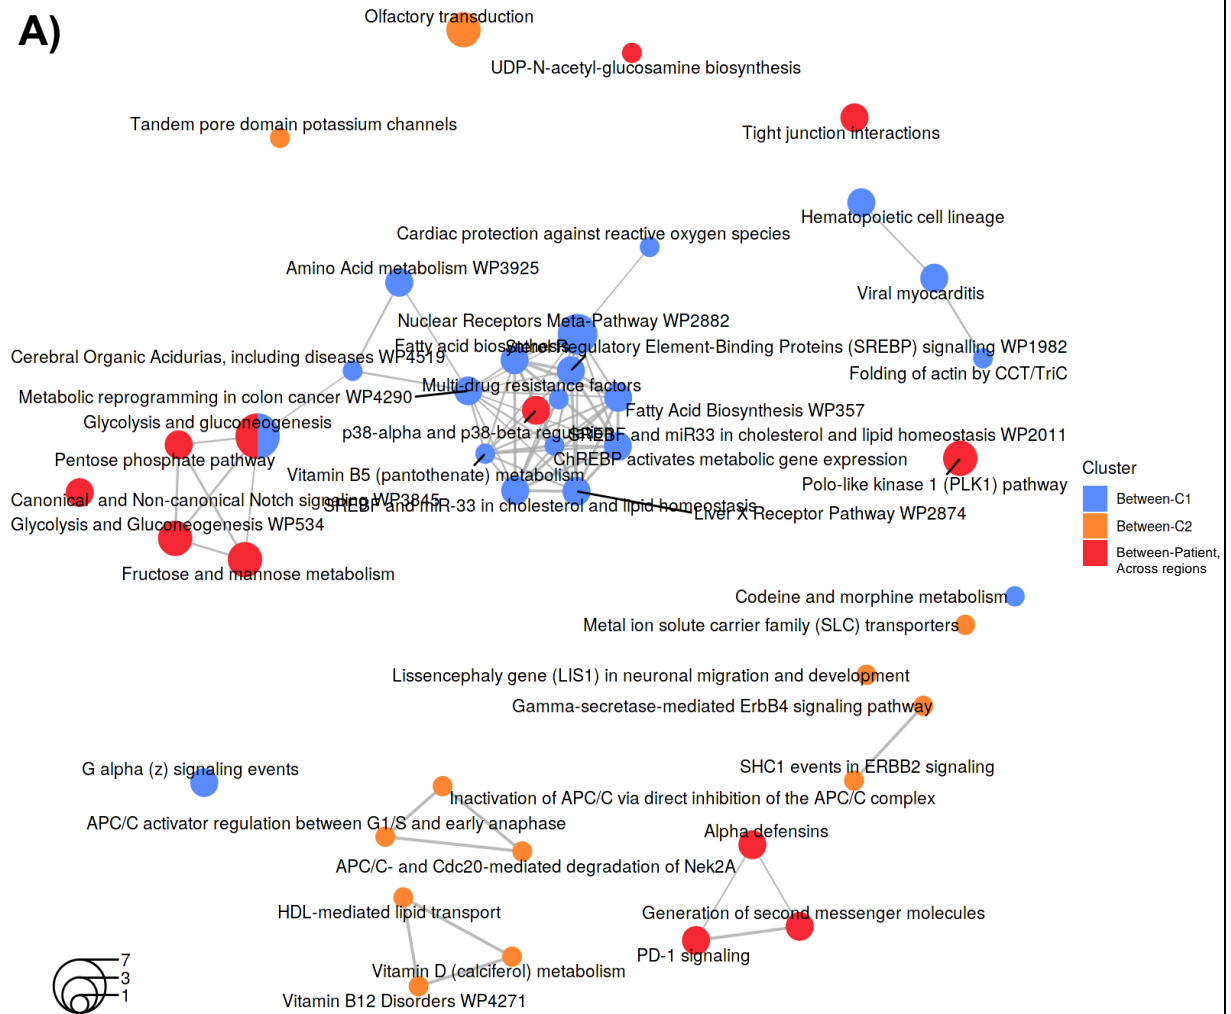 A)
Olfactory transduction
UDP-N-acetyl-glucosamine biosynthesis
Tandem pore domain potassium channels
Tight junction interactions
Hematopoietic cell lineage
Cardiac protection against reactive oxygen species
Amino Acid metabolism WP3925
Viral myocarditis
Nuclear Receptors Meta-Pathway WP2882
Fatty acid biosynthesis
Sterol Regulatory Element-Binding Proteins (SREBP) signalling WP1982
Cerebral Organic Acidurias, including diseases WP4519
Folding of actin by CCT/TriC
Multi-drug resistance factors
Metabolic reprogramming in colon cancer WP4290
Fatty Acid Biosynthesis WP357
Glycolysis and gluconeogenesis
p38-alpha and p38-beta regulation
SREBF and miR33 in cholesterol and lipid homeostasis WP2011
Pentose phosphate pathway
ChREBP activates metabolic gene expression
Vitamin B5 (pantothenate) metabolism
Polo-like kinase 1 (PLK1) pathway
Canonical and Non-canonical Notch signaling WP3845
SREBF and miR-33 in cholesterol and lipid homeostasis
Liver X Receptor Pathway WP2874
Glycolysis and Gluconeogenesis WP534
Fructose and mannose metabolism
Cluster
Between-C1
Between-C2
Between-Patient,
Across regions
Codeine and morphine metabolism
Metal ion solute carrier family (SLC) transporters
Lissencephaly gene (LIS1) in neuronal migration and development
Gamma-secretase-mediated ErbB4 signaling pathway
G alpha (z) signaling events
SHC1 events in ERBB2 signaling
Inactivation of APC/C via direct inhibition of the APC/C complex
APC/C activator regulation between G1/S and early anaphase
Alpha defensins
APC/C- and Cdc20-mediated degradation of Nek2A
HDL-mediated lipid transport
Generation of second messenger molecules
PD-1 signaling
Vitamin D (calciferol) metabolism
Vitamin B12 Disorders WP4271
7
3
1